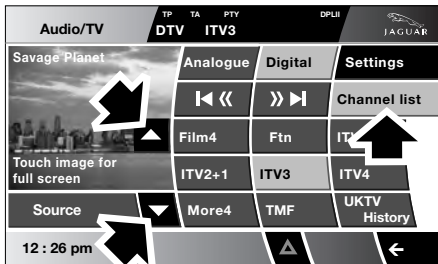 Audio/TV
TP TA PTY DPLII
DTV ITV3
JAGUAR
Savage Planet
Analogue Digital Settings
Channel list
Film4 Ftn
Touch image for
full screen
ITV2+1 ITV3 ITV4
Source More4 TMF UKTV
History
12 : 26 pm